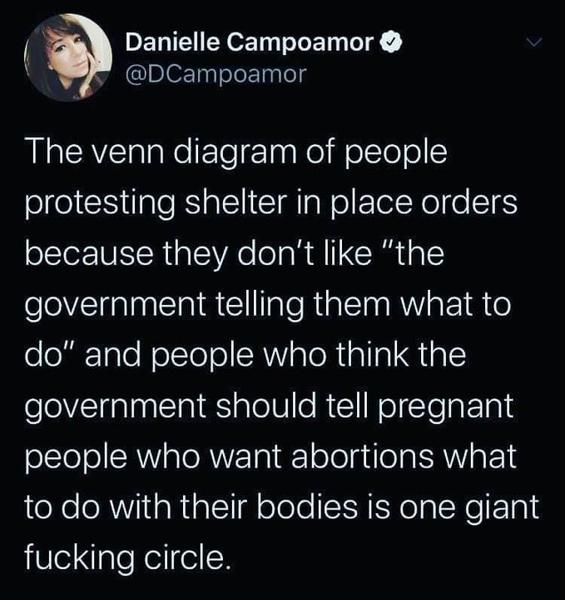 Danielle Campoamor
@DCampoamor
The venn diagram of people
protesting shelter in place orders
because they don't like "the
government telling them what to
do" and people who think the
government should tell pregnant
people who want abortions what
to do with their bodies is one giant
fucking circle.